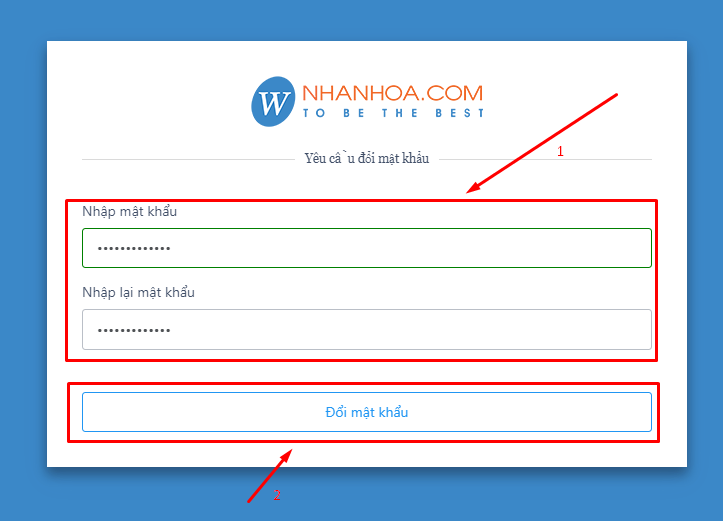 W NHANHOA.COM
TO BE THE BEST
Yêu cầu đổi mật khẩu
1
Nhập mật khẩu
•••••••••••••
Nhập lại mật khẩu
•••••••••••••
Đổi mật khẩu
2